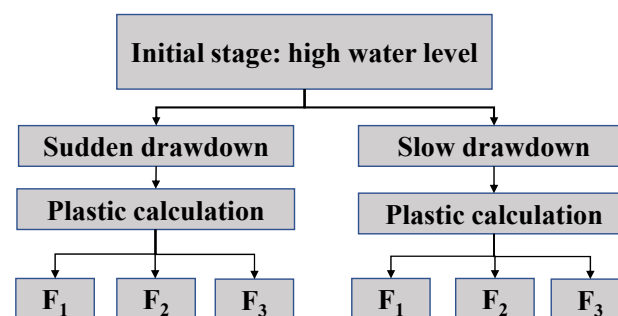 Initial stage: high water level
Sudden drawdown Slow drawdown
Plastic calculation Plastic calculation
F₁ F₂ F₃ F₁ F₂ F₃